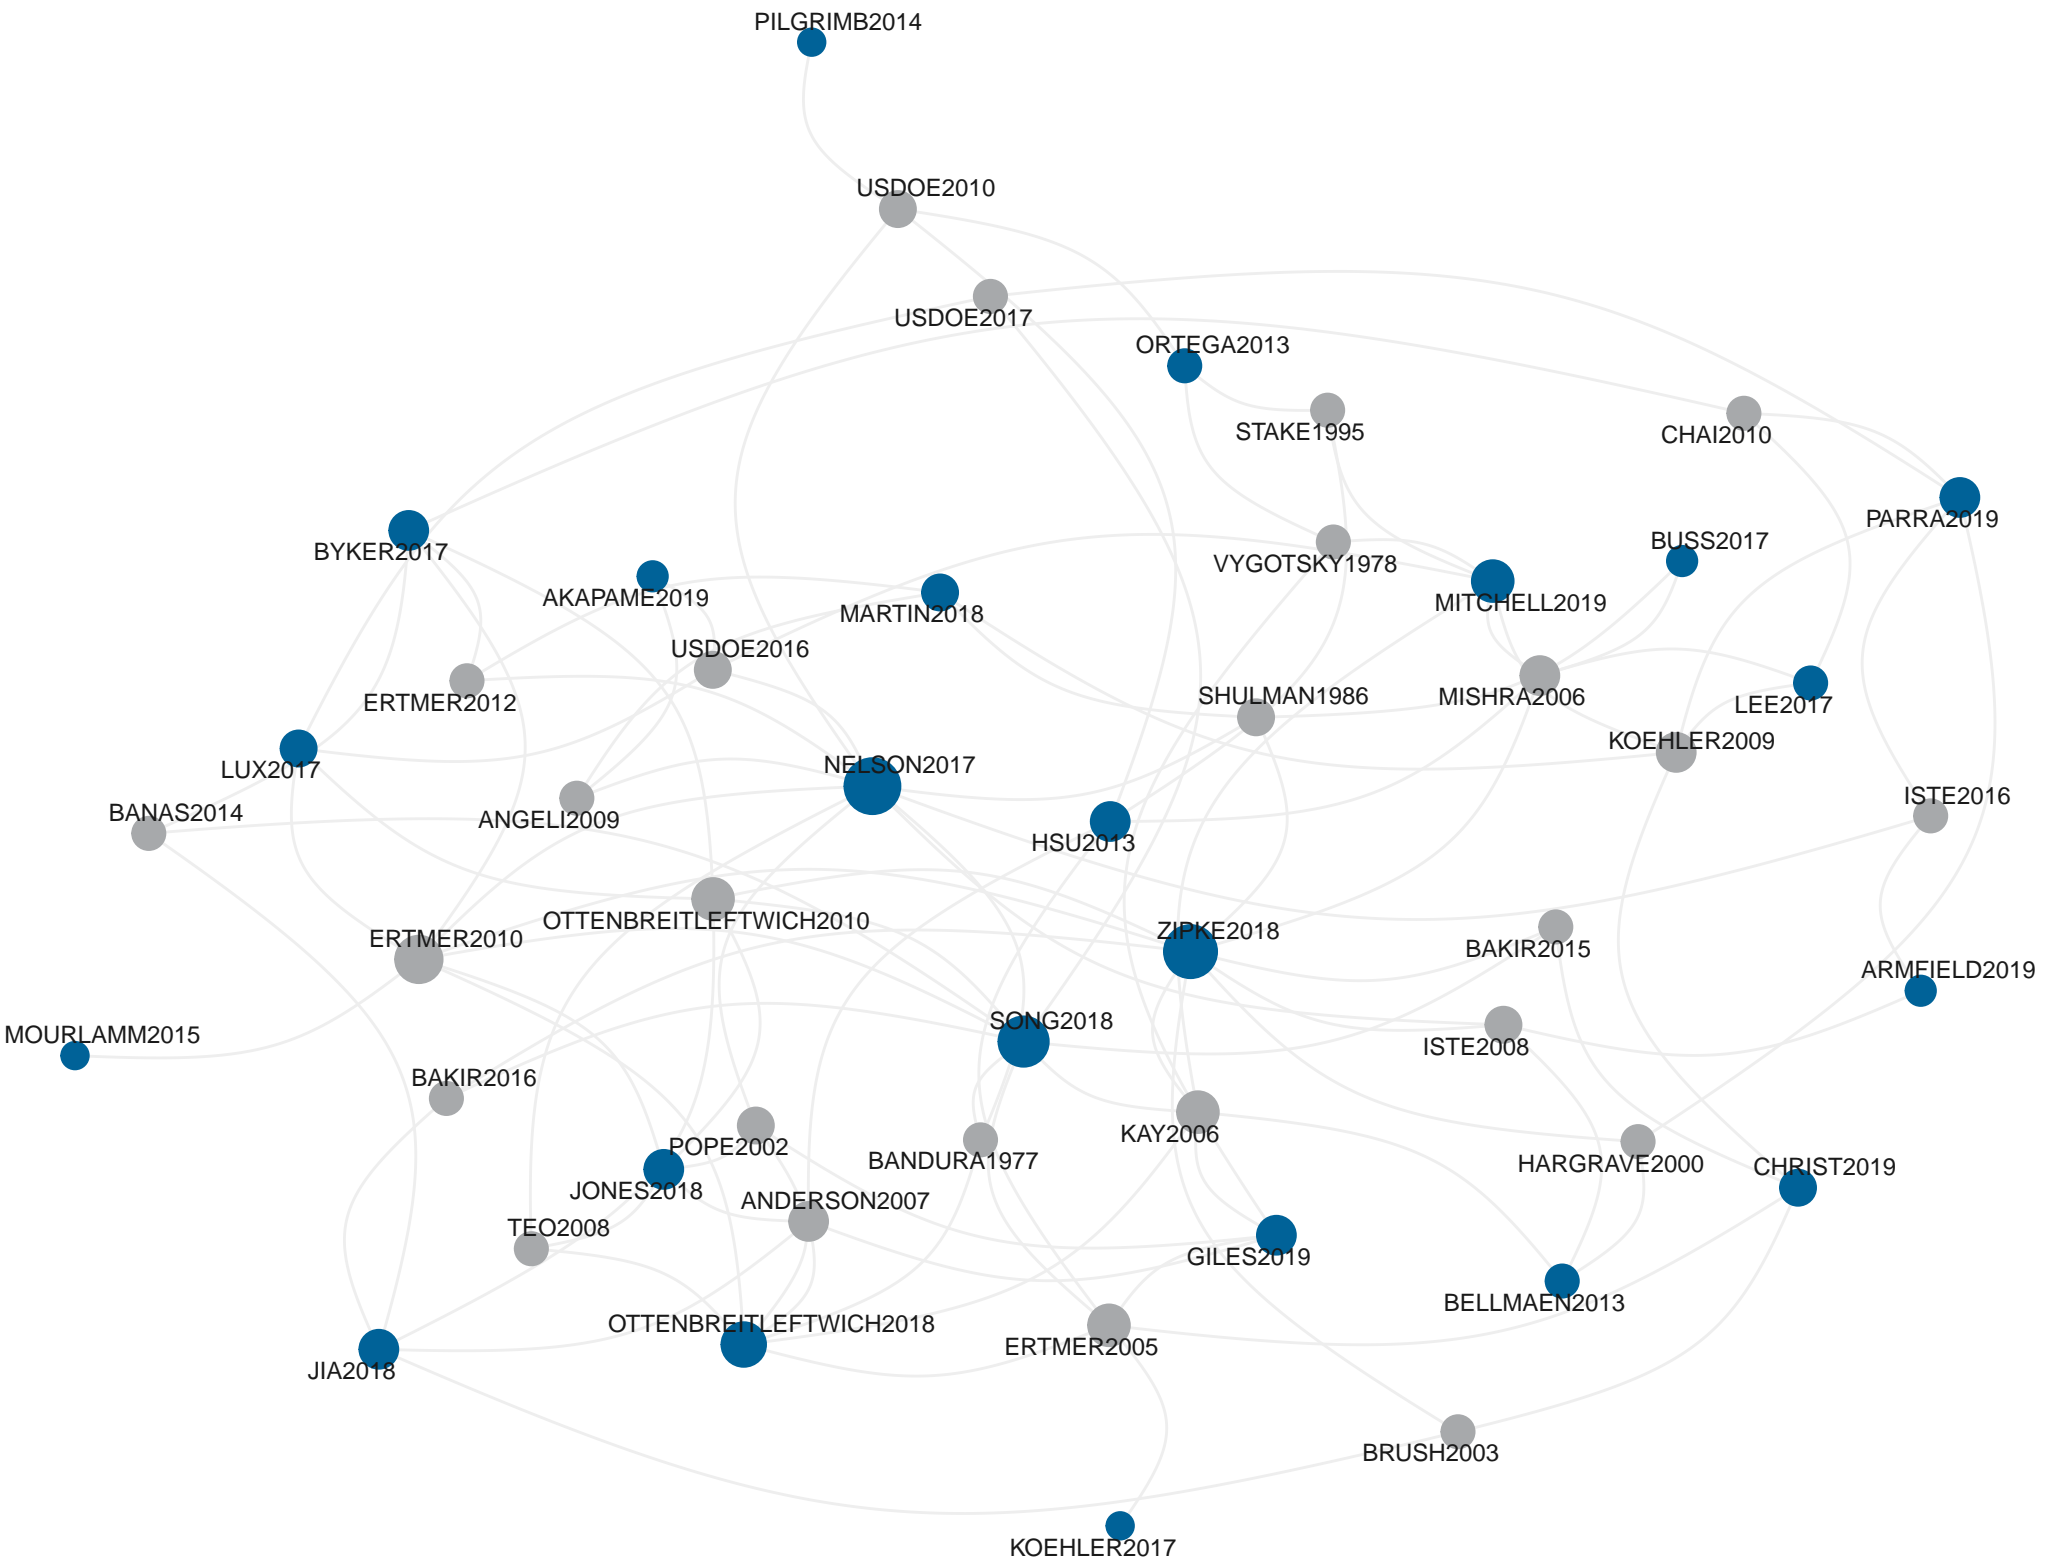 PILGRIMB2014
USDOE2010
USDOE2017
ORTEGA2013
STAKE1995
CHAI2010
PARRA2019
BUSS2017
BYKER2017
VYGOTSKY1978
AKAPAME2019
MITCHELL2019
MARTIN2018
USDOE2016
SHULMAN1986
MISHRA2006
ERTMER2012
LEE2017
KOEHLER2009
NELSON2017
LUX2017
ISTE2016
BANAS2014
ANGELI2009
HSU2013
OTTENBREITLEFTWICH2010
ZIPKE2018
ERTMER2010
BAKIR2015
ARMFIELD2019
SONG2018
MOURLAMM2015
ISTE2008
BAKIR2016
KAY2006
POPE2002
BANDURA1977
HARGRAVE2000
CHRIST2019
JONES2018
ANDERSON2007
TEO2008
GILES2019
BELLMAEN2013
OTTENBREITLEFTWICH2018
ERTMER2005
JIA2018
BRUSH2003
KOEHLER2017